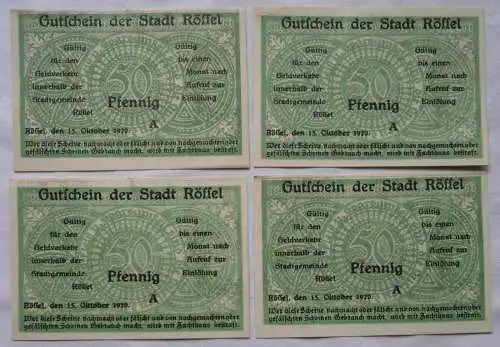 Gutschein der Stadt Rössel
Gültig
für den
Geldverkehr
innerhalb der
Stadtgemeinde
Rössel
50
Gültig
bis einen
Monat nach
Aufruf zur
Einlösung
Pfennig
A
Rössel, den 15. Oktober 1920.
Wer diese Scheine nachmacht oder fälscht und von nachgemachten oder
gefälschten Scheinen Gebrauch macht, wird mit Zuchthaus bestraft.
Gutschein der Stadt Rössel
Gültig
für den
Geldverkehr
innerhalb der
Stadtgemeinde
Rössel
50
Gültig
bis einen
Monat nach
Aufruf zur
Einlösung
Pfennig
A
Rössel, den 15. Oktober 1920.
Wer diese Scheine nachmacht oder fälscht und von nachgemachten oder
gefälschten Scheinen Gebrauch macht, wird mit Zuchthaus bestraft.
Gutschein der Stadt Rössel
Gültig
für den
Geldverkehr
innerhalb der
Stadtgemeinde
Rössel
50
Gültig
bis einen
Monat nach
Aufruf zur
Einlösung
Pfennig
A
Rössel, den 15. Oktober 1920.
Wer diese Scheine nachmacht oder fälscht und von nachgemachten oder
gefälschten Scheinen Gebrauch macht, wird mit Zuchthaus bestraft.
Gutschein der Stadt Rössel
Gültig
für den
Geldverkehr
innerhalb der
Stadtgemeinde
Rössel
50
Gültig
bis einen
Monat nach
Aufruf zur
Einlösung
Pfennig
A
Rössel, den 15. Oktober 1920.
Wer diese Scheine nachmacht oder fälscht und von nachgemachten oder
gefälschten Scheinen Gebrauch macht, wird mit Zuchthaus bestraft.